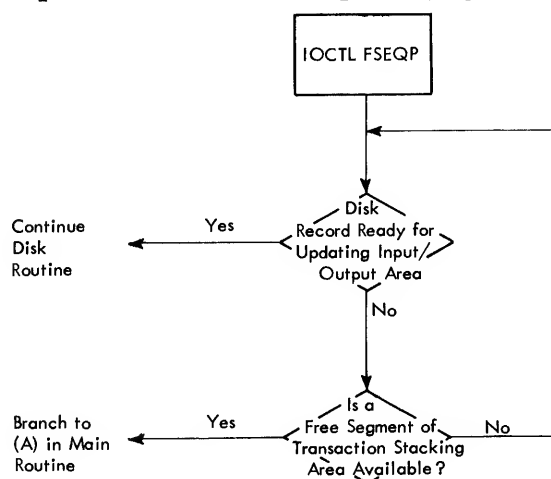 IOCTL FSEQP
Disk
Record Ready for
Updating Input/
Output Area
Yes
Continue
Disk
Routine
No
Is a
Free Segment of
Transaction Stacking
Area Available?
Yes
No
Branch to
(A) in Main
Routine